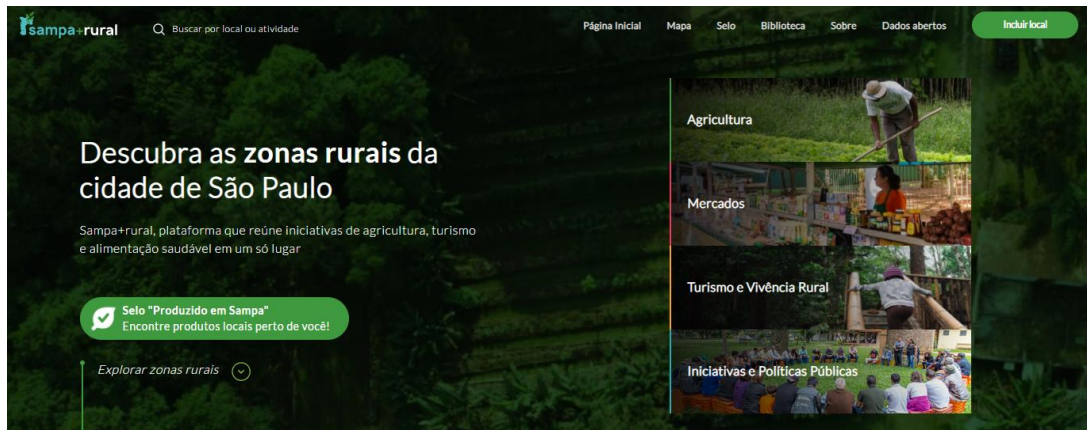 sampa+rural
Buscar por local ou atividade
Página Inicial
Mapa
Selo
Biblioteca
Sobre
Dados abertos
Incluir local
Descubra as zonas rurais da
cidade de São Paulo
Sampa+rural, plataforma que reúne iniciativas de agricultura, turismo
e alimentação saudável em um só lugar
Selo "Produzido em Sampa"
Encontre produtos locais perto de você!
Explorar zonas rurais
Agricultura
Mercados
Turismo e Vivência Rural
Iniciativas e Políticas Públicas